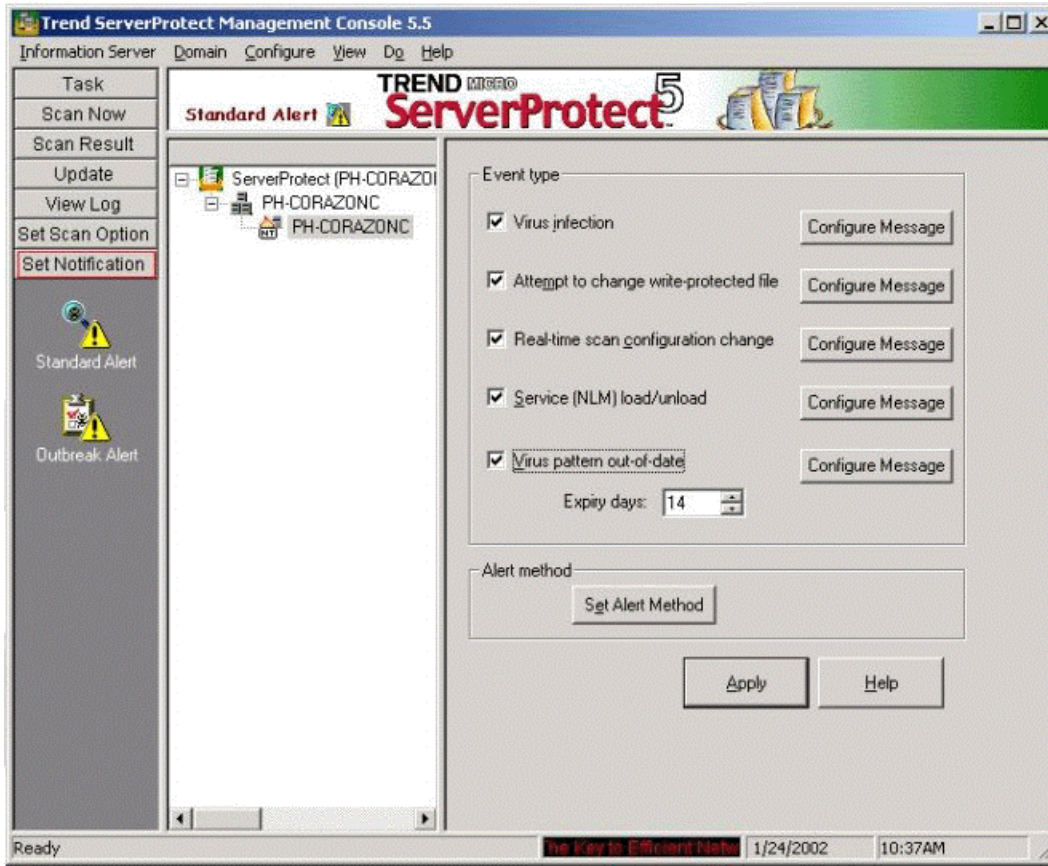 Trend ServerProtect Management Console 5.5
Information Server Domain Configure View Do Help
Task
Scan Now
Scan Result
Update
View Log
Set Scan Option
Set Notification
Standard Alert
Outbreak Alert
Standard Alert
TREND MICRO
ServerProtect 5
ServerProtect (PH-CORAZO
PH-CORAZONC
NT
PH-CORAZONC
Event type
Virus infection Configure Message
Attempt to change write-protected file Configure Message
Real-time scan configuration change Configure Message
Service (NLM) load/unload Configure Message
Virus pattern out-of-date Configure Message
Expiry days: 14
Alert method
Set Alert Method
Apply Help
Ready he Key to Efficient Netw 1/24/2002 10:37AM